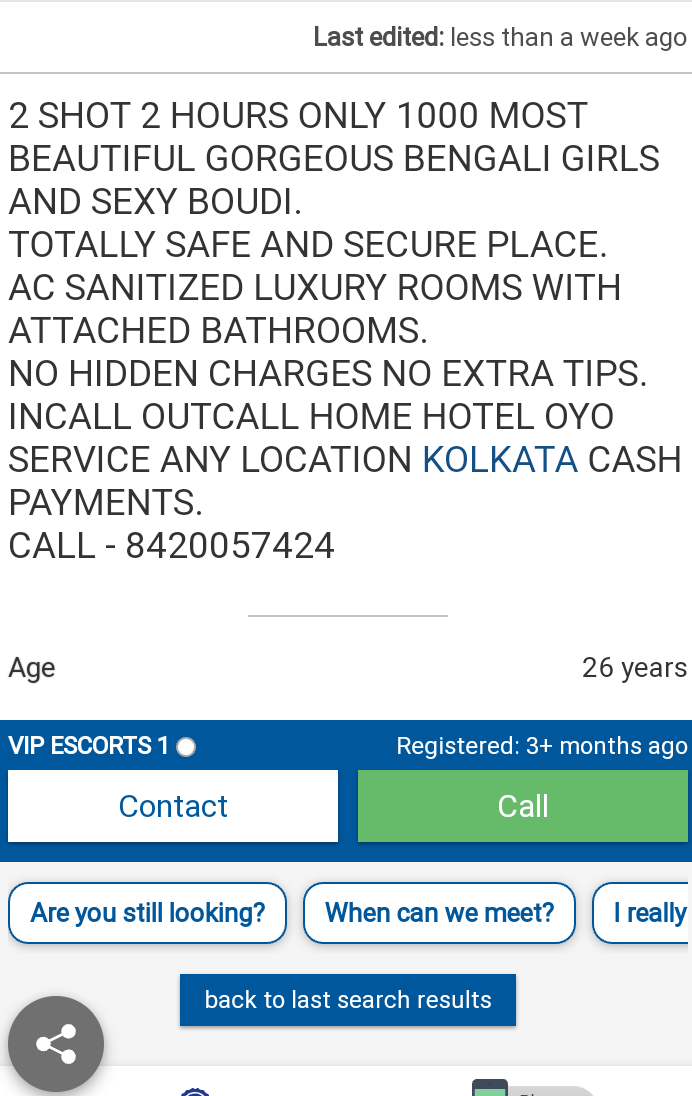 Last edited: less than a week ago
2 SHOT 2 HOURS ONLY 1000 MOST
BEAUTIFUL GORGEOUS BENGALI GIRLS
AND SEXY BOUDI.
TOTALLY SAFE AND SECURE PLACE.
AC SANITIZED LUXURY ROOMS WITH
ATTACHED BATHROOMS.
NO HIDDEN CHARGES NO EXTRA TIPS.
INCALL OUTCALL HOME HOTEL OYO
SERVICE ANY LOCATION KOLKATA CASH
PAYMENTS.
CALL - 8420057424
Age 26 years
VIP ESCORTS 1 Registered: 3+ months ago
Contact Call
Are you still looking? When can we meet? I really
back to last search results